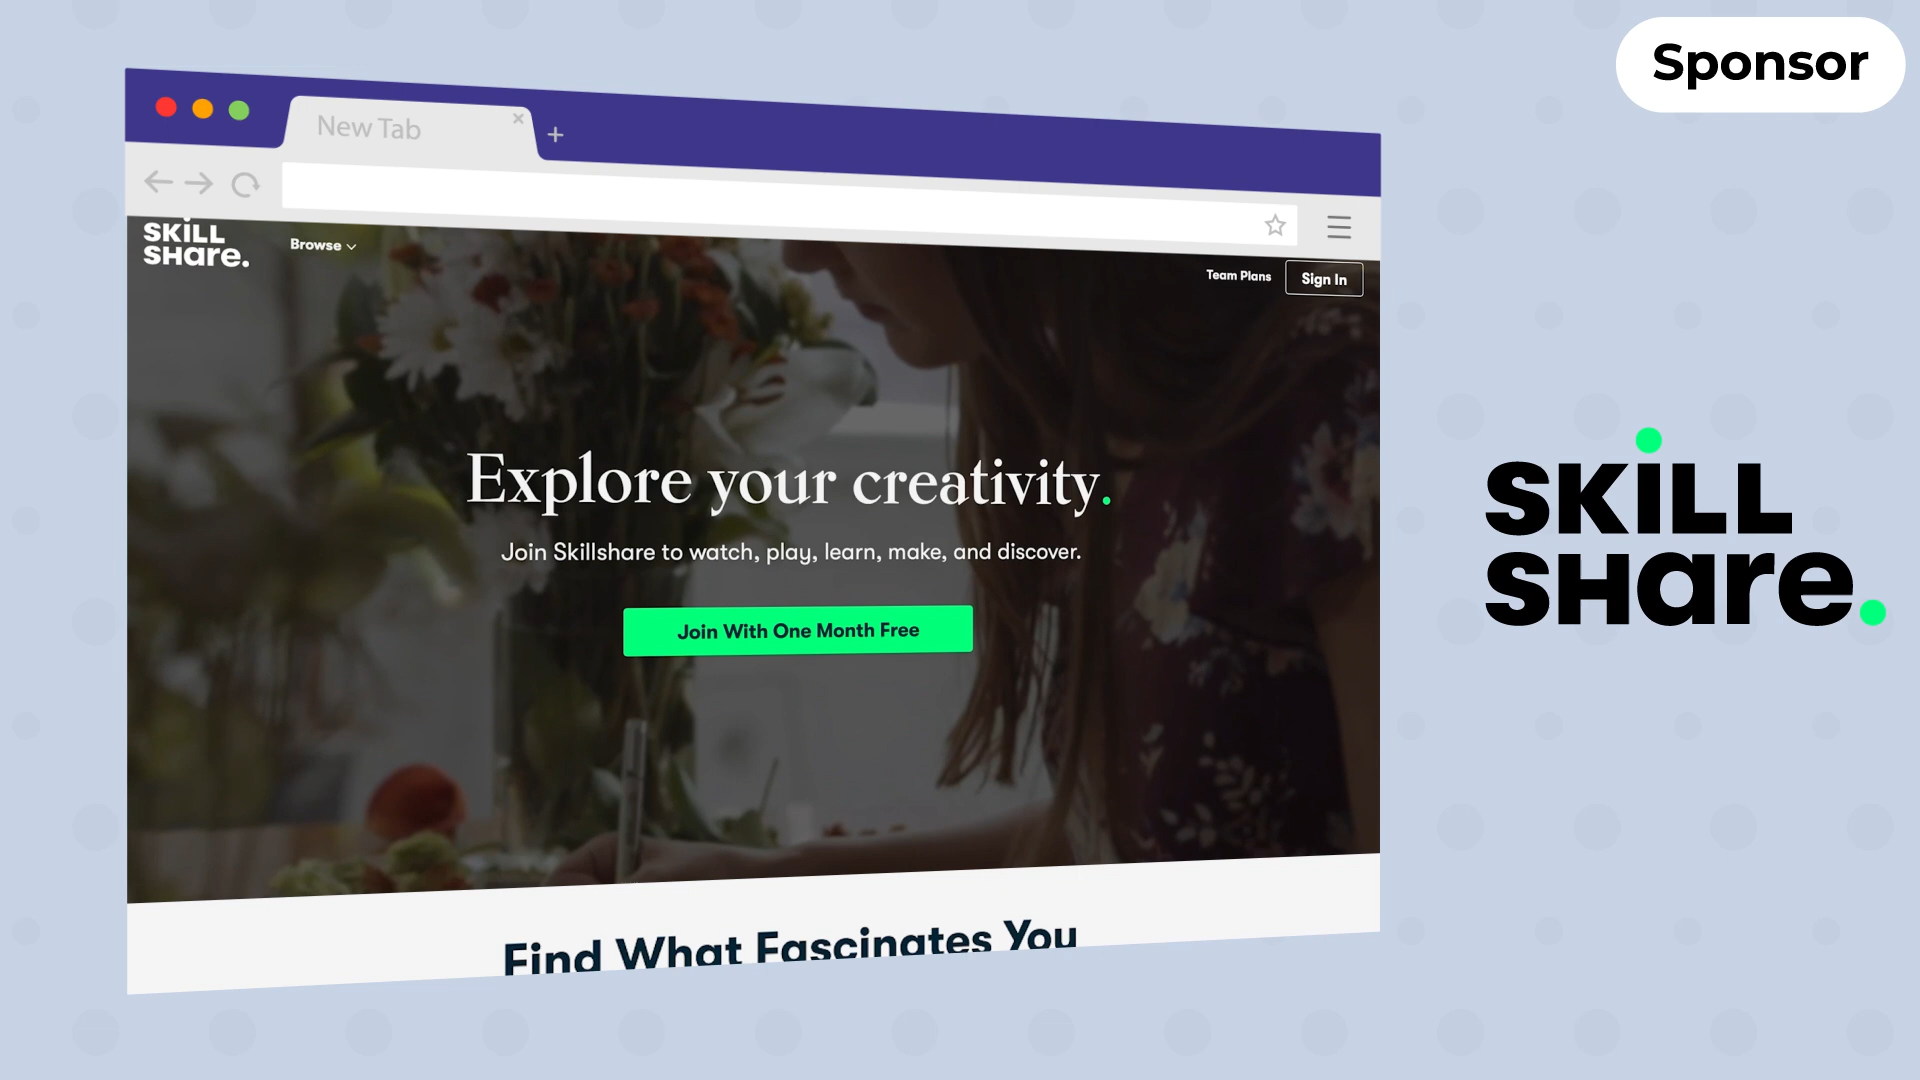 Sponsor
New Tab
SKiLL
SHare.
Browse
Team Plans
Sign In
Explore your creativity.
Join Skillshare to watch, play, learn, make, and discover.
Join With One Month Free
Find What Fascinates You
SKiLL
SHare.